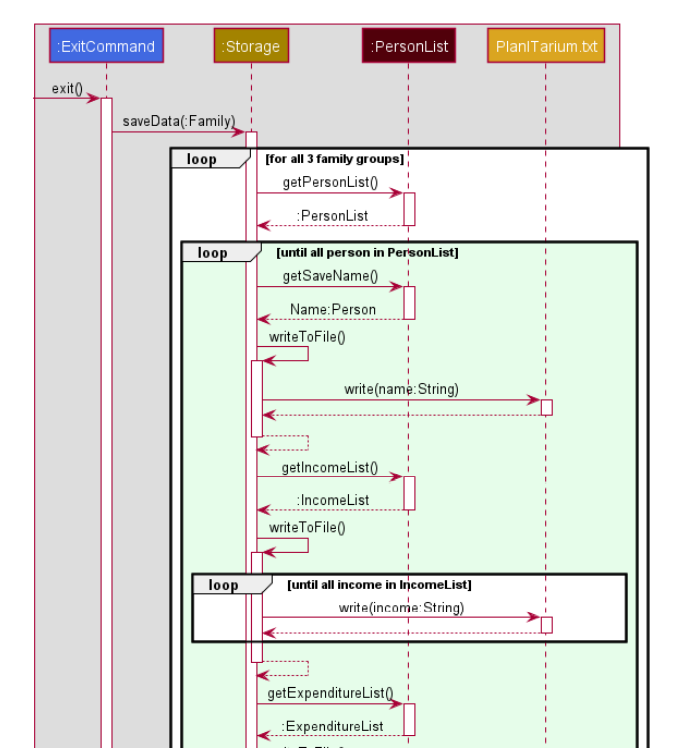 :ExitCommand :Storage :PersonList PlanITarium.txt
exit()
saveData(:Family)
loop [for all 3 family groups]
getPersonList()
:PersonList
loop [until all person in PersonList]
getSaveName()
Name:Person
writeToFile()
write(name:String)
getIncomeList()
:IncomeList
writeToFile()
loop [until all income in IncomeList]
write(income:String)
getExpenditureList()
:ExpenditureList